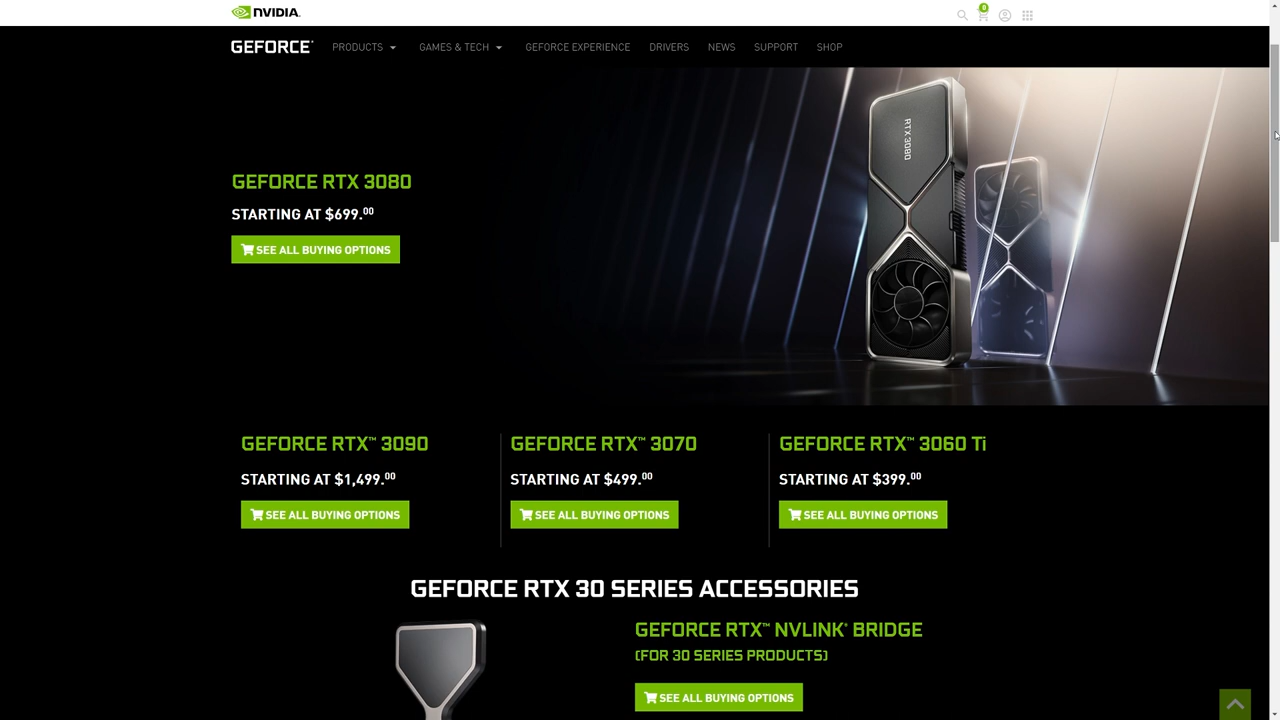 NVIDIA.
0
GEFORCE
PRODUCTS
GAMES & TECH
GEFORCE EXPERIENCE
DRIVERS
NEWS
SUPPORT
SHOP
RTX 3080
GEFORCE RTX 3080
STARTING AT $699.00
SEE ALL BUYING OPTIONS
GEFORCE RTX™ 3090
STARTING AT $1,499.00
SEE ALL BUYING OPTIONS
GEFORCE RTX™ 3070
STARTING AT $499.00
SEE ALL BUYING OPTIONS
GEFORCE RTX™ 3060 Ti
STARTING AT $399.00
SEE ALL BUYING OPTIONS
GEFORCE RTX 30 SERIES ACCESSORIES
GEFORCE RTX™ NVLINK® BRIDGE
(FOR 30 SERIES PRODUCTS)
SEE ALL BUYING OPTIONS